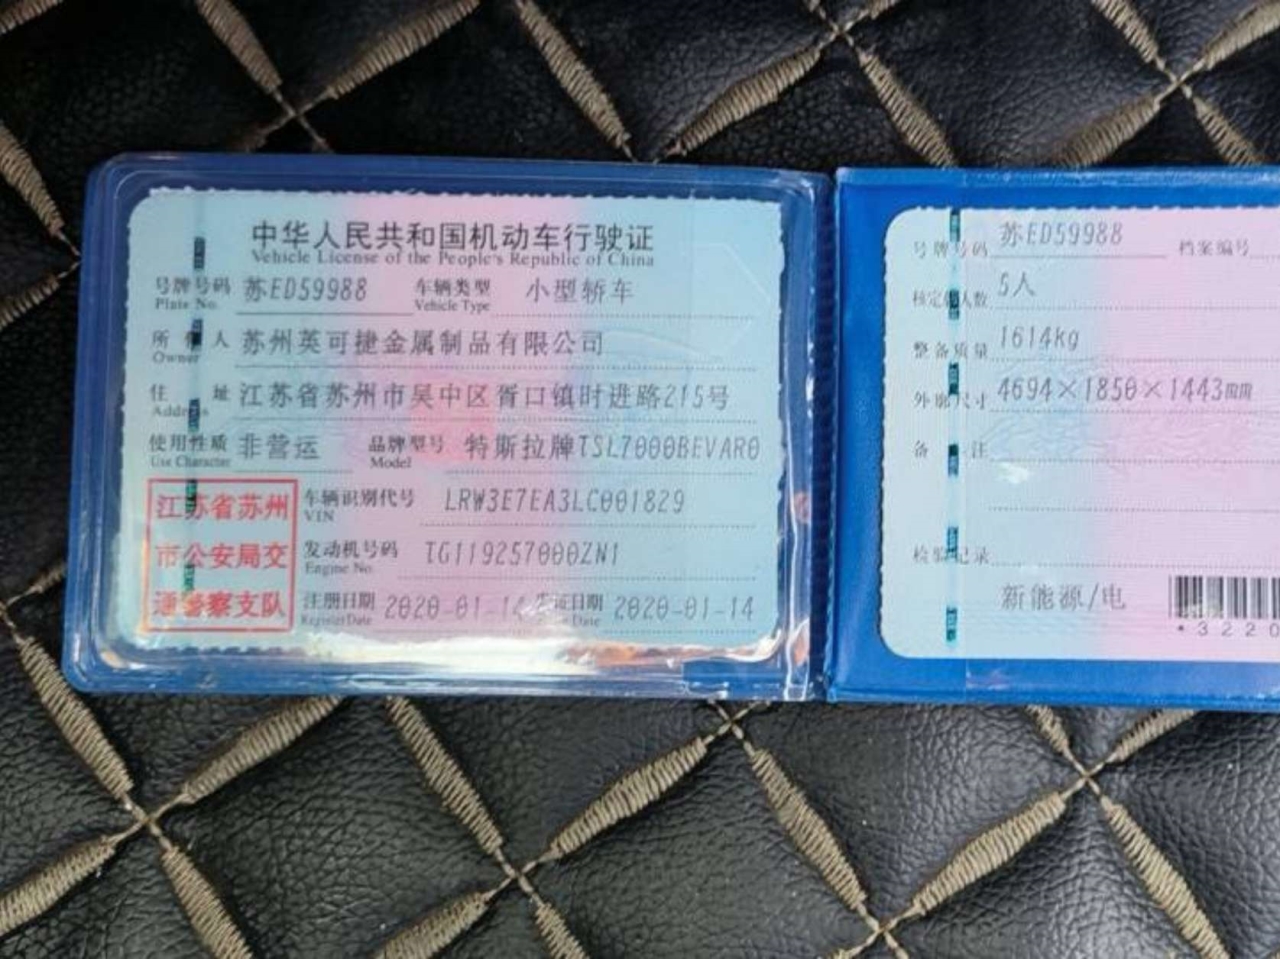 中华人民共和国机动车行驶证
Vehicle License of the People's Republic of China
号牌号码 苏ED59988 车辆类型 小型轿车
Plate No. Vehicle Type
所 人 苏州英可捷金属制品有限公司
Owner
住 址 江苏省苏州市吴中区胥口镇时进路215号
Address
使用性质 非营运 品牌型号 特斯拉牌TSL7000BEVAR0
Use Character Model
江苏省苏州
市公安局交
通警察支队
车辆识别代号 LRW3E7EA3LC001829
VIN
发动机号码 TG119257000ZN1
Engine No.
注册日期 2020-01-14 证日期 2020-01-14
Register Date Date
号牌号码 苏ED59988 档案编号
核定 人数 5人
整备质量 1614kg
外廓尺寸 4694×1850×1443mm
备 注
检验记录
新能源/电
*3220